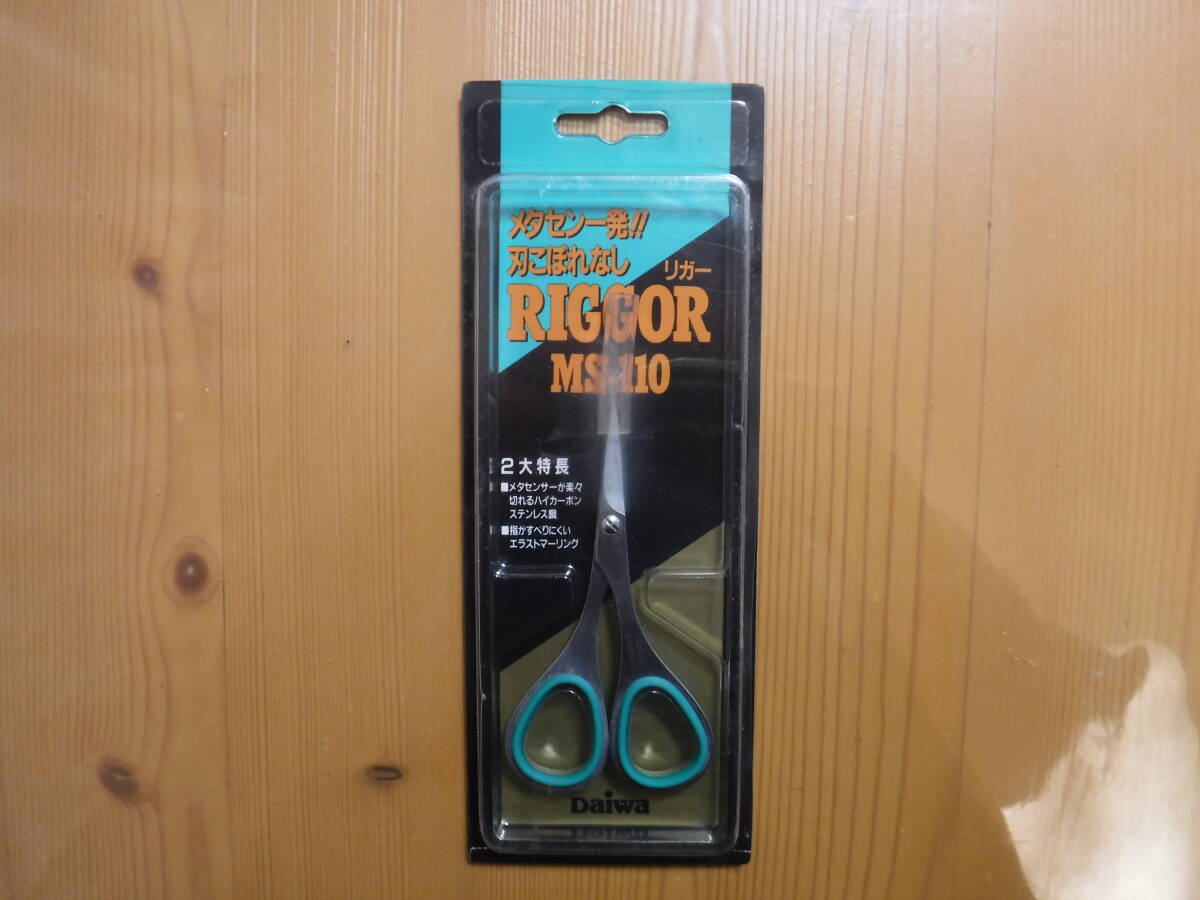 メタセン一発!!
刃こぼれなし
リガー
RIGGOR
MS-110
2大特長
■メタセンサーが楽々
切れるハイカーボン
ステンレス鋼
■指がすべりにくい
エラストマーリング
Daiwa